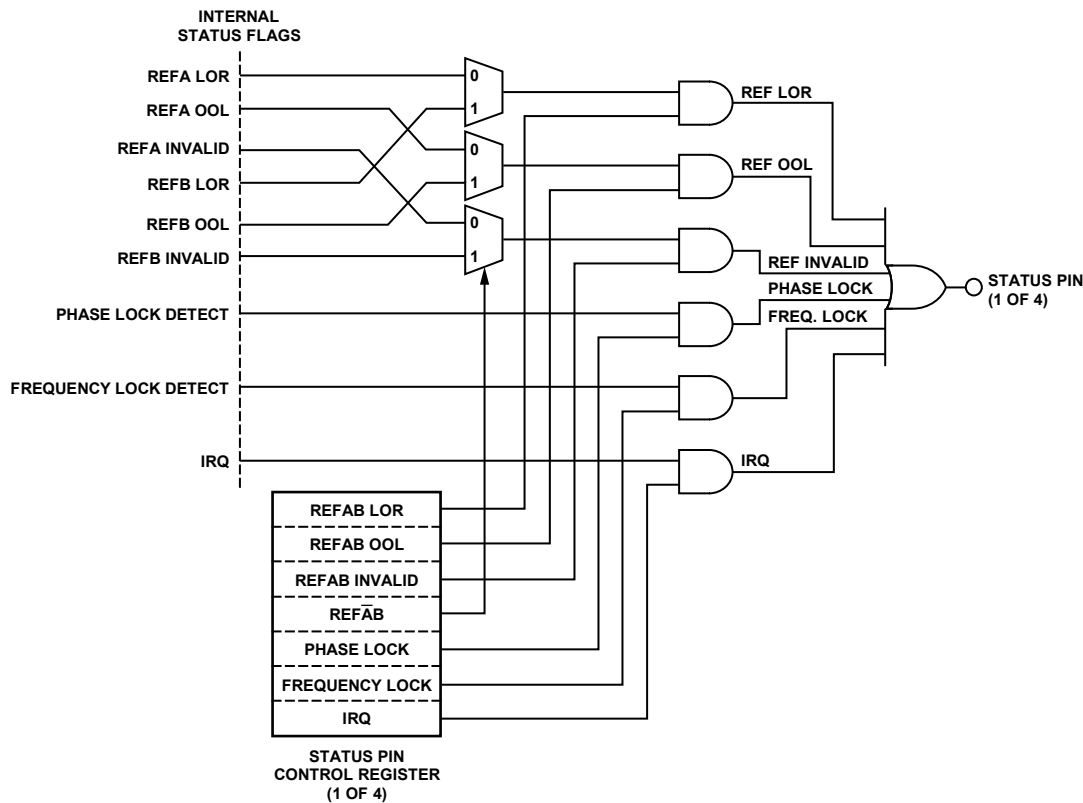 INTERNAL
STATUS FLAGS
REFA LOR
REFA OOL
REFA INVALID
REFB LOR
REFB OOL
REFB INVALID
PHASE LOCK DETECT
FREQUENCY LOCK DETECT
IRQ
0
1
0
1
0
1
REF LOR
REF OOL
REF INVALID
PHASE LOCK
FREQ. LOCK
IRQ
STATUS PIN
(1 OF 4)
REFAB LOR
REFAB OOL
REFAB INVALID
REFA̅B
PHASE LOCK
FREQUENCY LOCK
IRQ
STATUS PIN
CONTROL REGISTER
(1 OF 4)